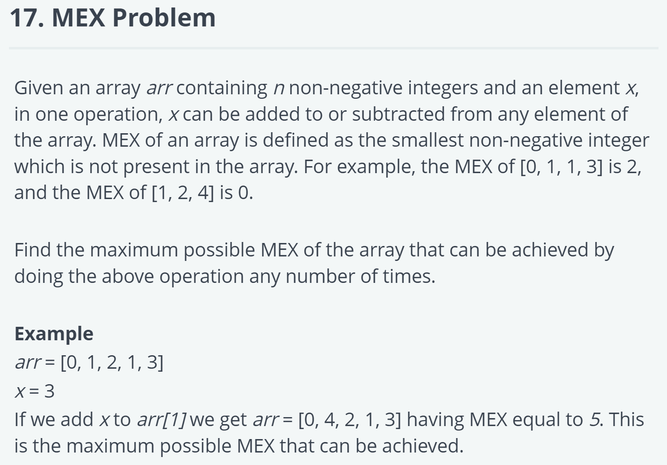 17. MEX Problem
Given an array arr containing n non-negative integers and an element x,
in one operation, x can be added to or subtracted from any element of
the array. MEX of an array is defined as the smallest non-negative integer
which is not present in the array. For example, the MEX of [0, 1, 1, 3] is 2,
and the MEX of [1, 2, 4] is 0.
Find the maximum possible MEX of the array that can be achieved by
doing the above operation any number of times.
Example
arr = [0, 1, 2, 1, 3]
x = 3
If we add x to arr[1] we get arr = [0, 4, 2, 1, 3] having MEX equal to 5. This
is the maximum possible MEX that can be achieved.